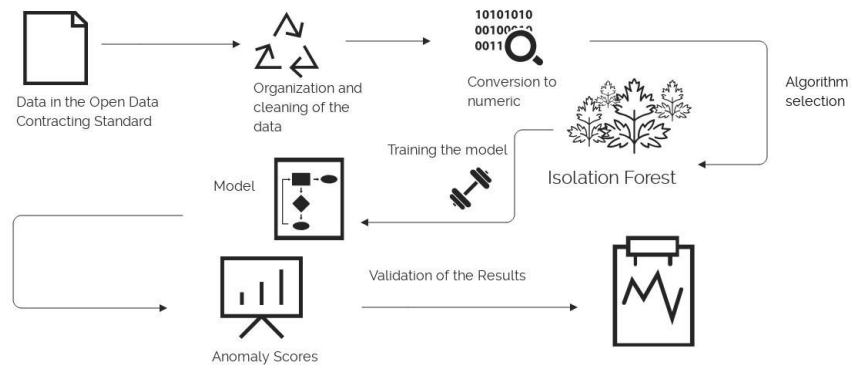 10101010
00100010
0011
Data in the Open Data
Contracting Standard
Organization and
cleaning of the
data
Conversion to
numeric
Algorithm
selection
Isolation Forest
Training the model
Model
Anomaly Scores
Validation of the Results